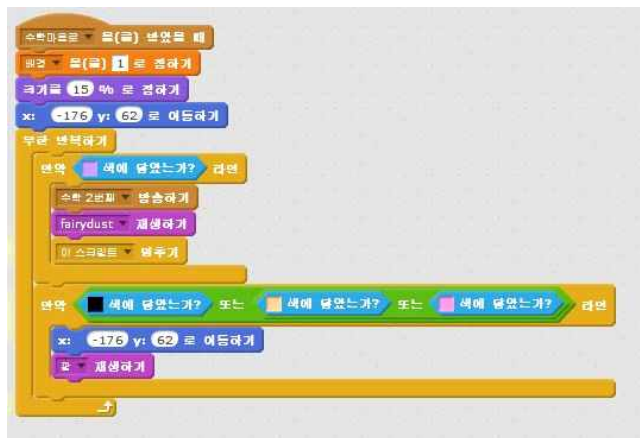 수학미로로 을(를) 받았을 때
배경 을(를) 1 로 정하기
크기를 15 % 로 정하기
x: -176 y: 62 로 이동하기
무한 반복하기
만약 색에 닿았는가? 라면
수학 2번째 방송하기
fairydust 재생하기
이 스크립트 멈추기
만약 색에 닿았는가? 또는 색에 닿았는가? 또는 색에 닿았는가? 라면
x: -176 y: 62 로 이동하기
재생하기